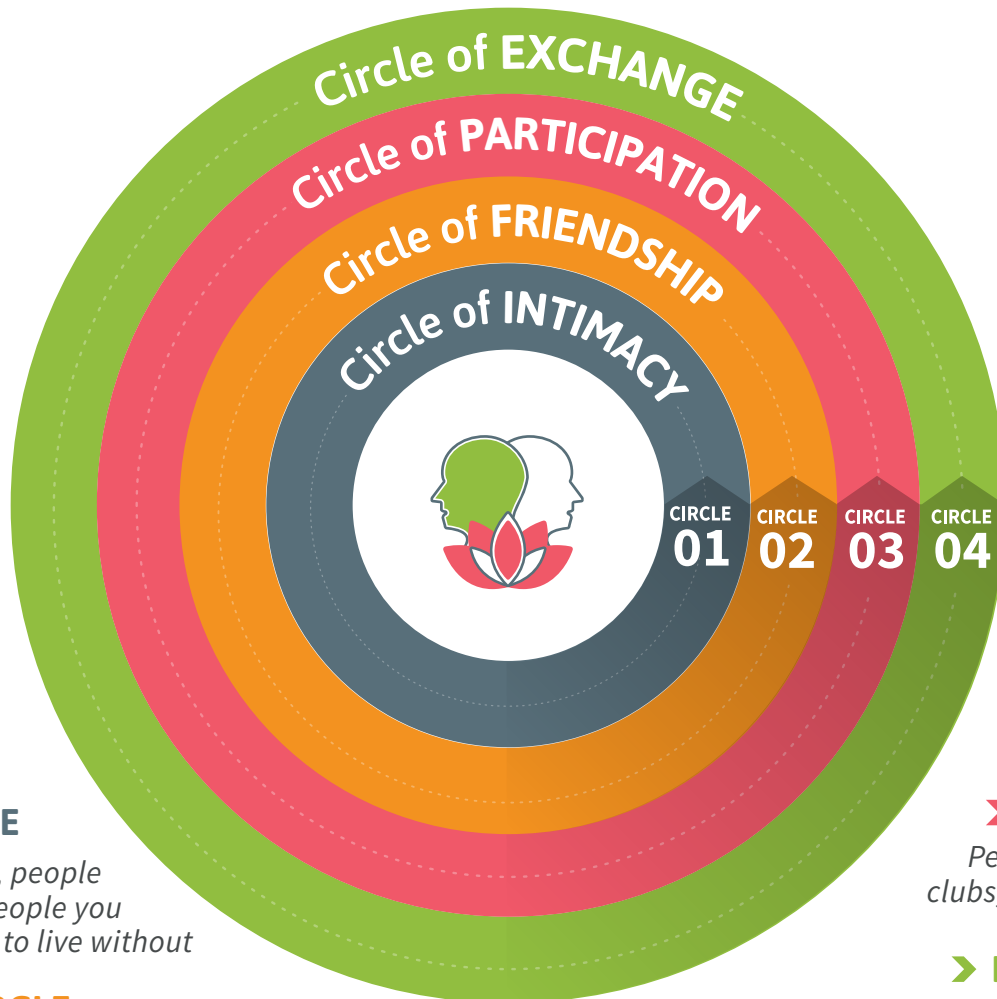 Circle of EXCHANGE
Circle of PARTICIPATION
Circle of FRIENDSHIP
Circle of INTIMACY
CIRCLE
01
CIRCLE
02
CIRCLE
03
CIRCLE
04
E
, people
eople you
to live without
Pe
clubs,